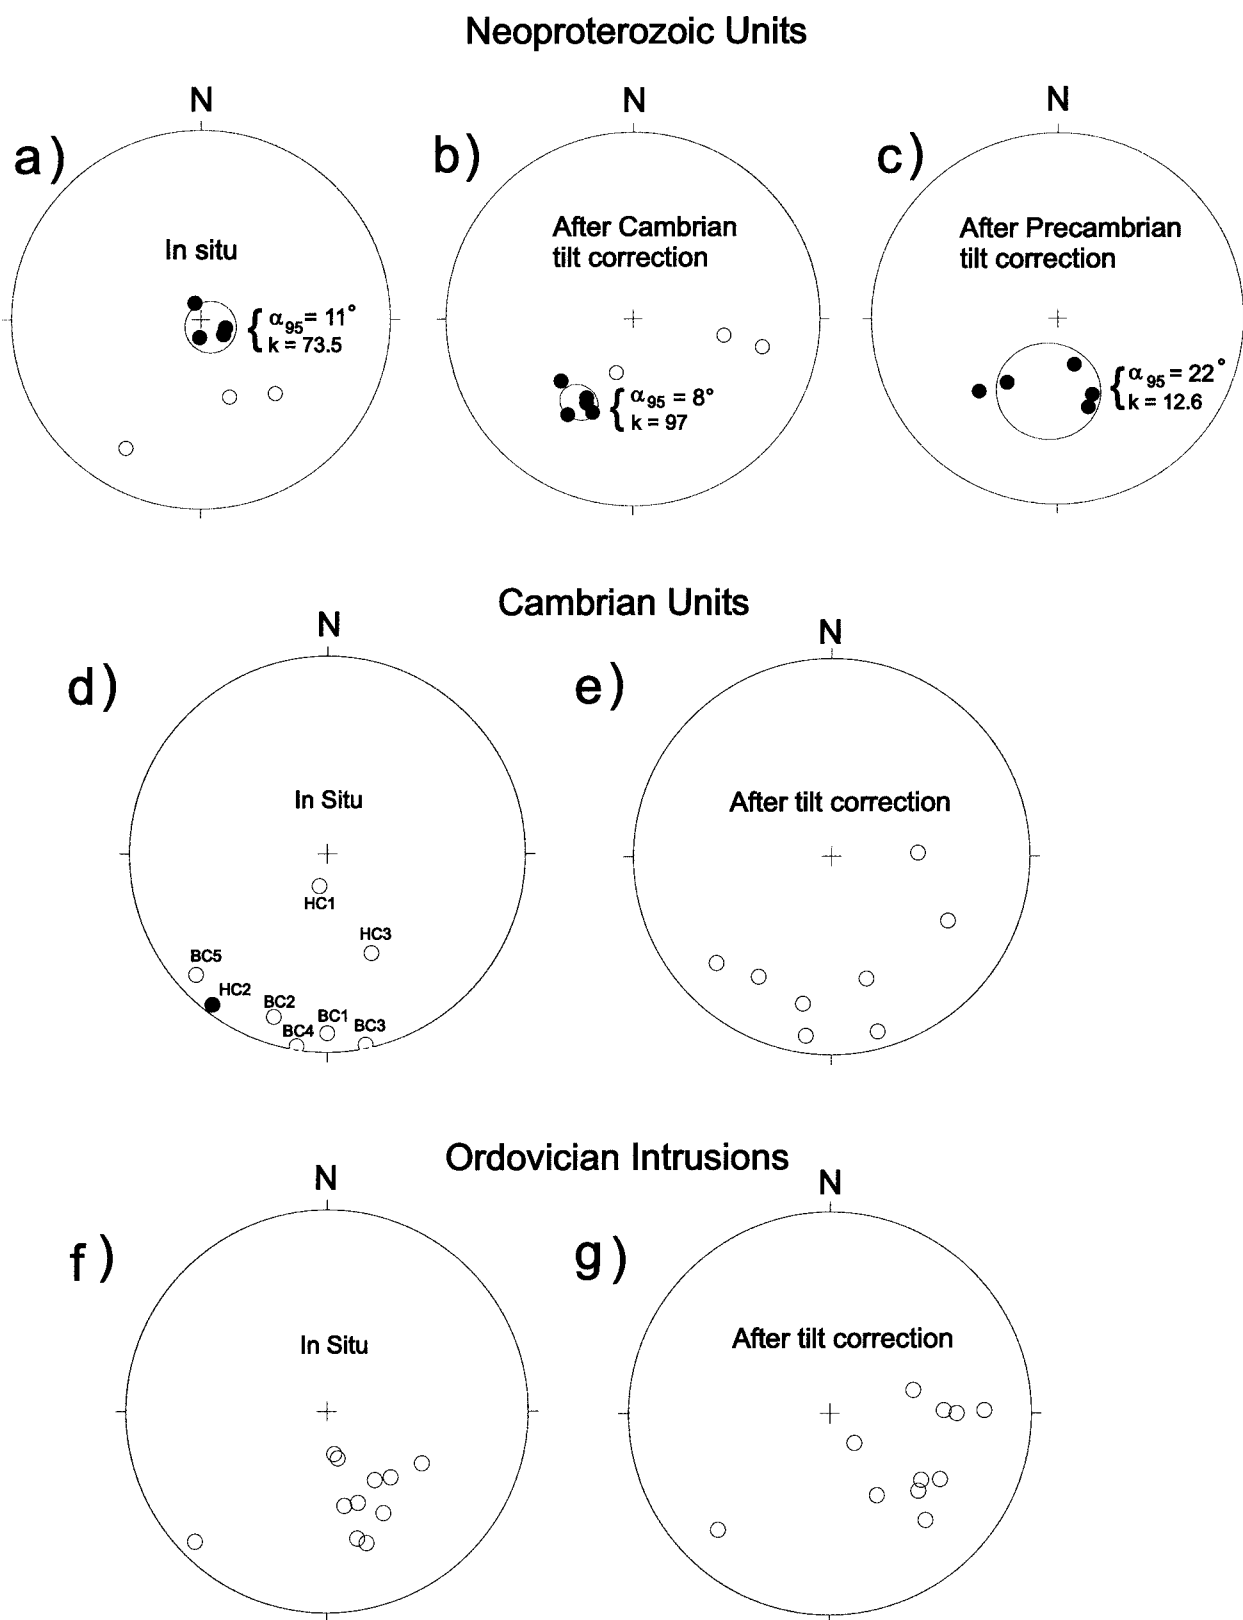 Neoproterozoic Units
N
N
N
a)
b)
c)
In situ
After Cambrian
tilt correction
After Precambrian
tilt correction
{ α95 = 11°
k = 73.5
{ α95 = 8°
k = 97
{ α95 = 22°
k = 12.6
Cambrian Units
N
N
d)
e)
In Situ
After tilt correction
HC1
HC3
BC5
HC2
BC2
BC1
BC4
BC3
Ordovician Intrusions
N
N
f)
g)
In Situ
After tilt correction